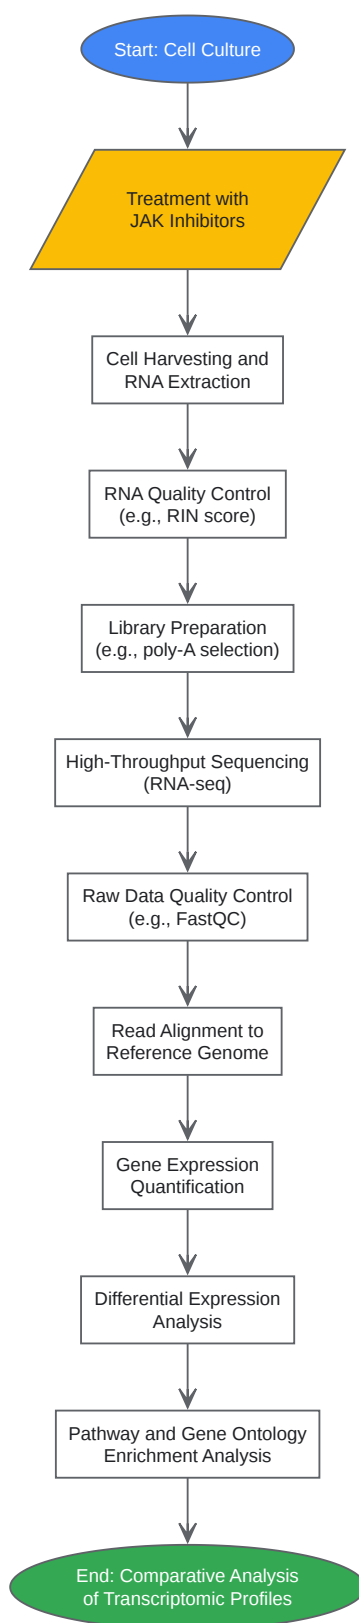 Start: Cell Culture
Treatment with
JAK Inhibitors
Cell Harvesting and
RNA Extraction
RNA Quality Control
(e.g., RIN score)
Library Preparation
(e.g., poly-A selection)
High-Throughput Sequencing
(RNA-seq)
Raw Data Quality Control
(e.g., FastQC)
Read Alignment to
Reference Genome
Gene Expression
Quantification
Differential Expression
Analysis
Pathway and Gene Ontology
Enrichment Analysis
End: Comparative Analysis
of Transcriptomic Profiles